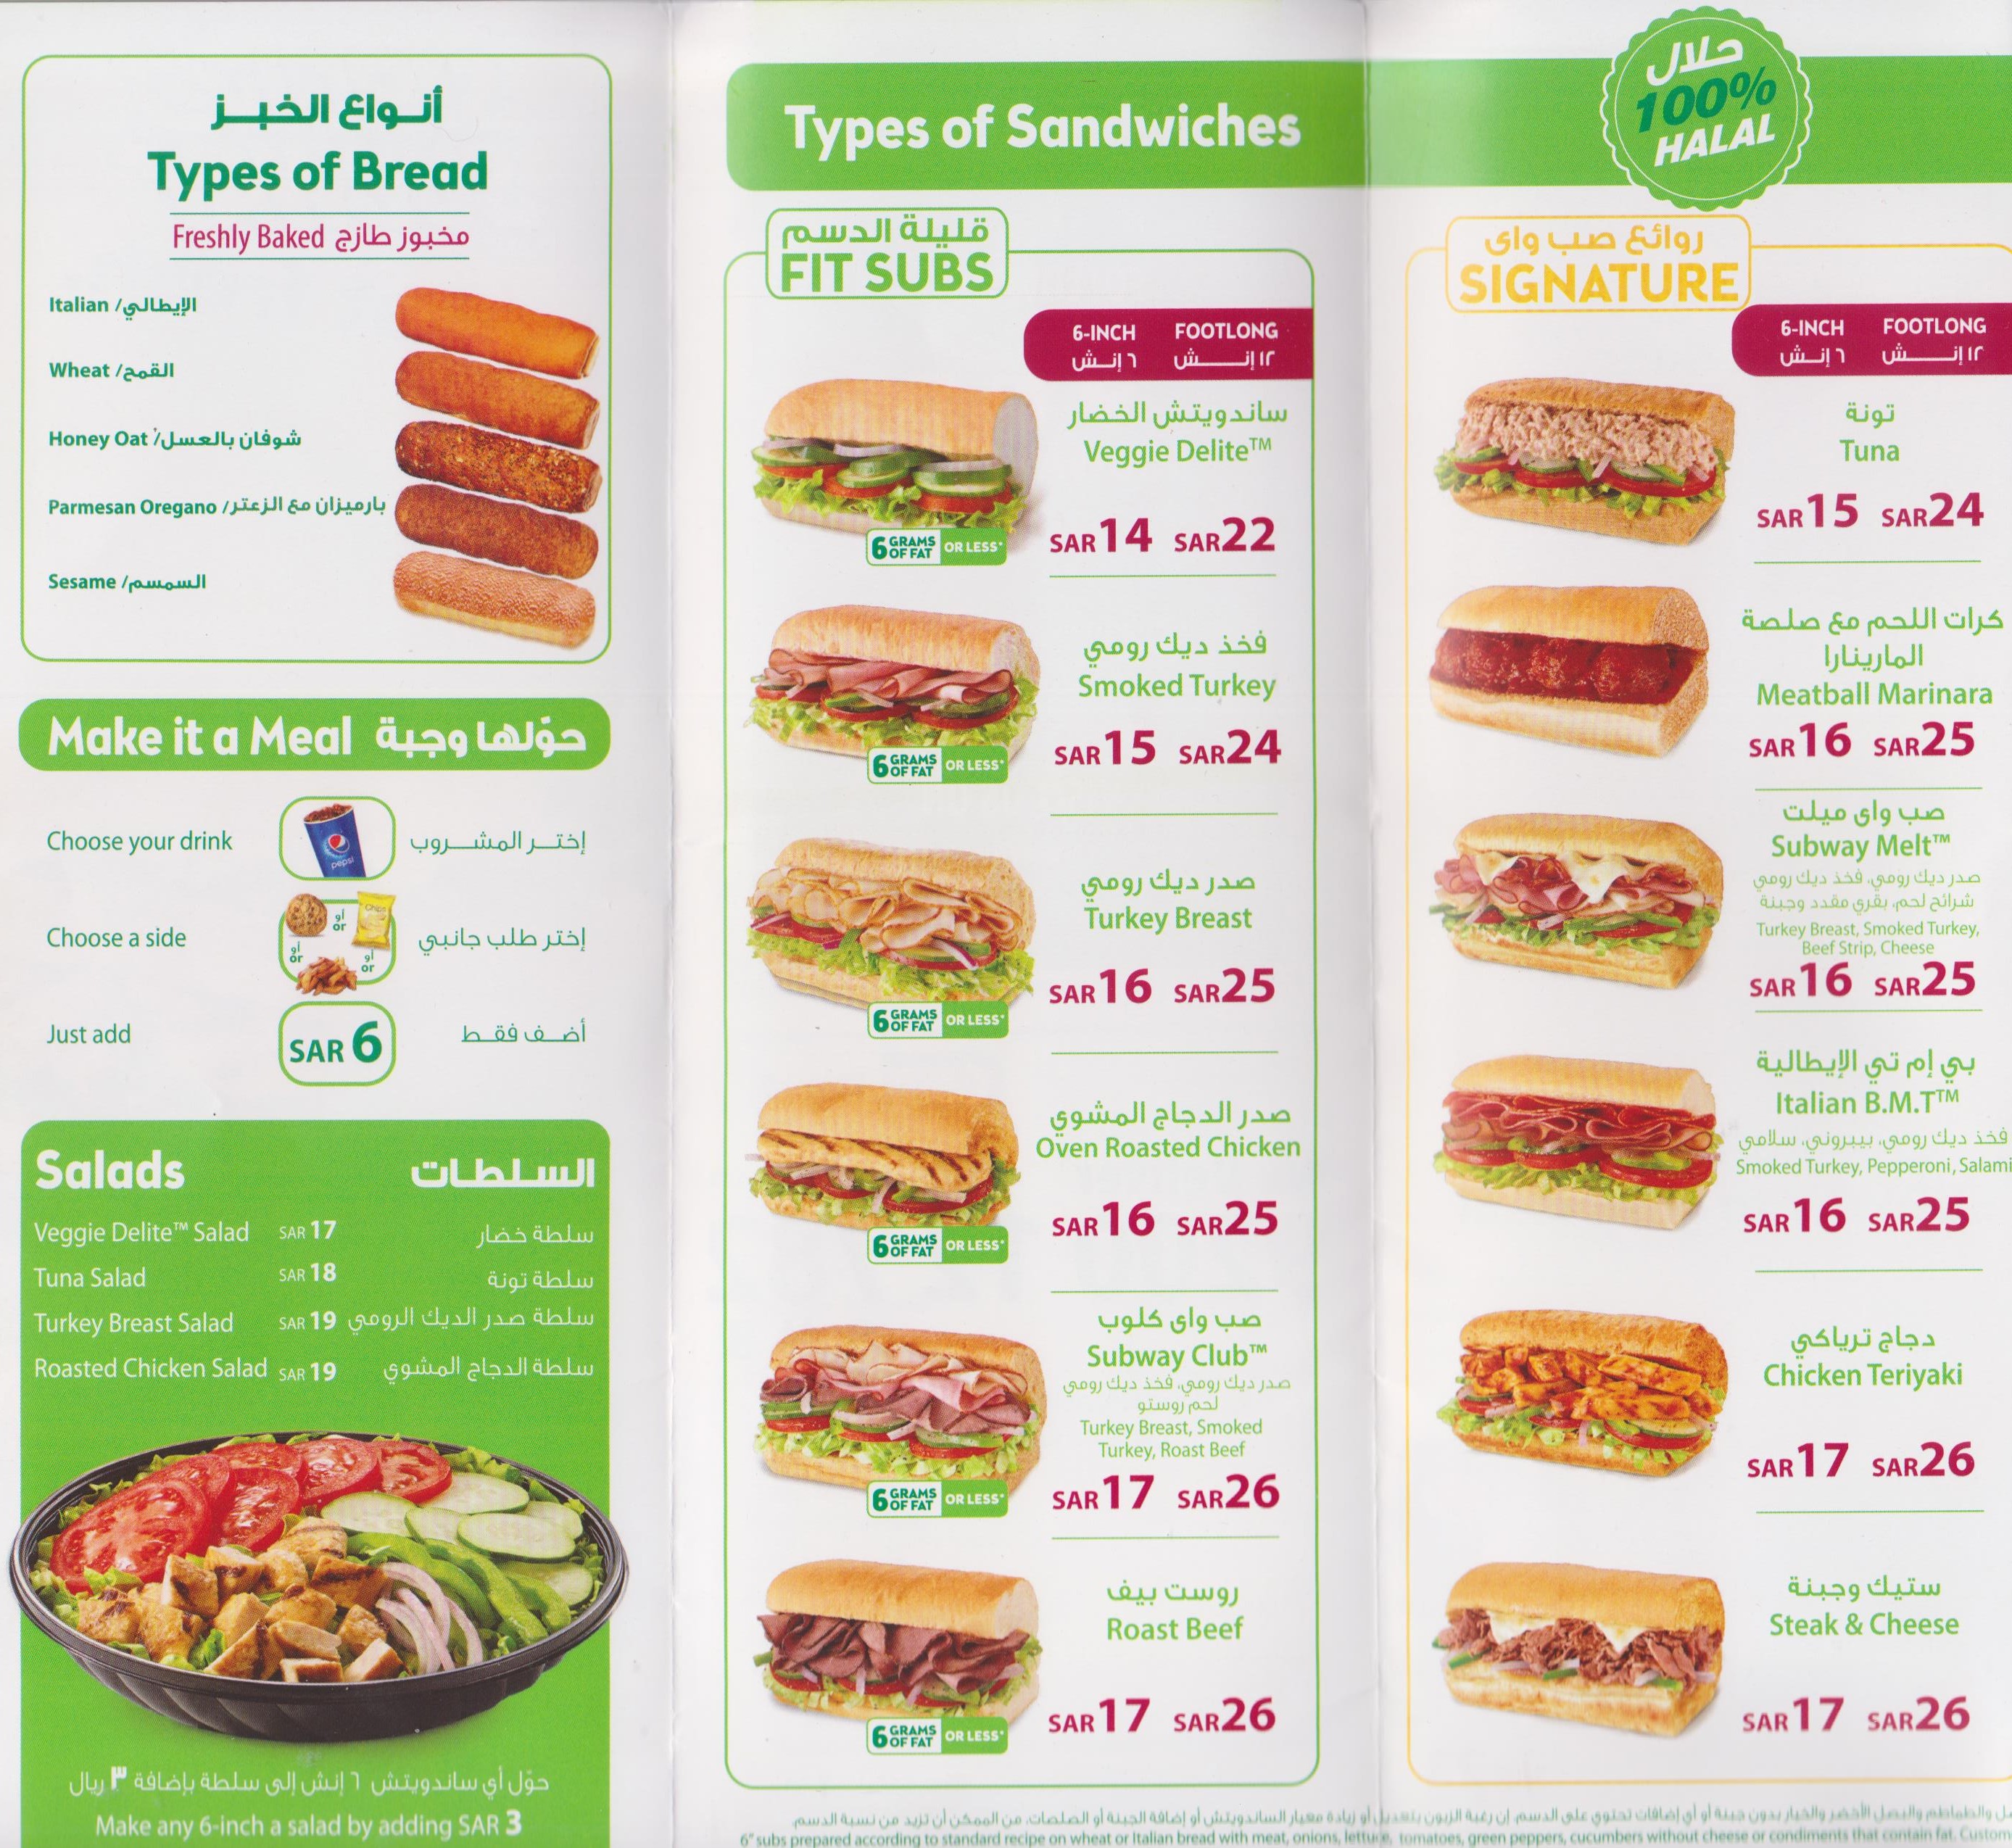 أنواع الخبز
Types of Bread
Freshly Baked مخبوز طازج
Italian /الإيطالي
Wheat /القمح
Honey Oat /شوفان بالعسل
Parmesan Oregano /بارميزان مع الزعتر
Sesame /السمسم
Make it a Meal حوّلها وجبة
Choose your drink إختر المشروب
pepsi
Choose a side إختر طلب جانبي
أو
or
Chips
أو
or
أو
or
Just add SAR 6 أضف فقط
Salads السلطات
Veggie Delite™ Salad SAR 17 سلطة خضار
Tuna Salad SAR 18 سلطة تونة
Turkey Breast Salad SAR 19 سلطة صدر الديك الرومي
Roasted Chicken Salad SAR 19 سلطة الدجاج المشوي
حوّل أي ساندويتش ٦ إنش إلى سلطة بإضافة ٣ ريال
Make any 6-inch a salad by adding SAR 3
Types of Sandwiches
قليلة الدسم
FIT SUBS
6-INCH FOOTLONG
٦ إنش ١٢ إنش
ساندويتش الخضار
Veggie Delite™
SAR 14 SAR 22
6 GRAMS OF FAT OR LESS*
فخذ ديك رومي
Smoked Turkey
SAR 15 SAR 24
6 GRAMS OF FAT OR LESS*
صدر ديك رومي
Turkey Breast
SAR 16 SAR 25
6 GRAMS OF FAT OR LESS*
صدر الدجاج المشوي
Oven Roasted Chicken
SAR 16 SAR 25
6 GRAMS OF FAT OR LESS*
صب واى كلوب
Subway Club™
صدر ديك رومي، فخذ ديك رومي
لحم روستو
Turkey Breast, Smoked
Turkey, Roast Beef
SAR 17 SAR 26
6 GRAMS OF FAT OR LESS*
روست بيف
Roast Beef
SAR 17 SAR 26
6 GRAMS OF FAT OR LESS*
حلال
100%
HALAL
روائع صب واى
SIGNATURE
6-INCH FOOTLONG
٦ إنش ١٢ إنش
تونة
Tuna
SAR 15 SAR 24
كرات اللحم مع صلصة
المارينارا
Meatball Marinara
SAR 16 SAR 25
صب واى ميلت
Subway Melt™
صدر ديك رومي، فخذ ديك رومي
شرائح لحم، بقري مقدد وجبنة
Turkey Breast, Smoked Turkey,
Beef Strip, Cheese
SAR 16 SAR 25
بي إم تي الإيطالية
Italian B.M.T™
فخذ ديك رومي، بيبروني، سلامي
Smoked Turkey, Pepperoni, Salami
SAR 16 SAR 25
دجاج ترياكي
Chicken Teriyaki
SAR 17 SAR 26
ستيك وجبنة
Steak & Cheese
SAR 17 SAR 26
والطماطم والبصل الأخضر والخيار بدون جبنة أو أي إضافات تحتوي على الدسم. إن رغبة الزبون بتعديل أو زيادة معيار الساندويتش أو إضافة الجبنة أو الصلصات، من الممكن أن تزيد من نسبة الدسم.
6" subs prepared according to standard recipe on wheat or Italian bread with meat, onions, lettuce, tomatoes, green peppers, cucumbers without cheese or condiments that contain fat.